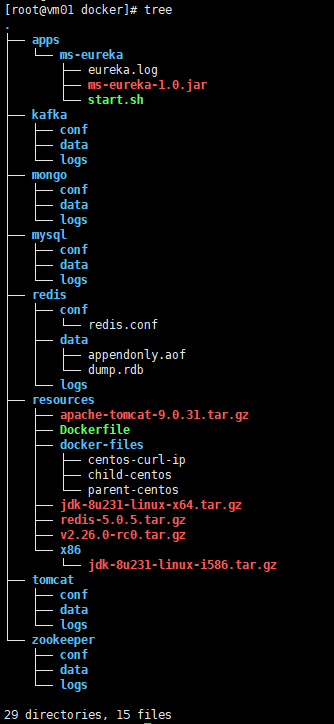 [root@vm01 docker]# tree
.
├── apps
│   └── ms-eureka
│       ├── eureka.log
│       ├── ms-eureka-1.0.jar
│       └── start.sh
├── kafka
│   ├── conf
│   ├── data
│   └── logs
├── mongo
│   ├── conf
│   ├── data
│   └── logs
├── mysql
│   ├── conf
│   ├── data
│   └── logs
├── redis
│   ├── conf
│   │   └── redis.conf
│   ├── data
│   │   ├── appendonly.aof
│   │   └── dump.rdb
│   └── logs
├── resources
│   ├── apache-tomcat-9.0.31.tar.gz
│   ├── Dockerfile
│   ├── docker-files
│   │   ├── centos-curl-ip
│   │   ├── child-centos
│   │   └── parent-centos
│   ├── jdk-8u231-linux-x64.tar.gz
│   ├── redis-5.0.5.tar.gz
│   ├── v2.26.0-rc0.tar.gz
│   └── x86
│       └── jdk-8u231-linux-i586.tar.gz
├── tomcat
│   ├── conf
│   ├── data
│   └── logs
└── zookeeper
    ├── conf
    ├── data
    └── logs

29 directories, 15 files